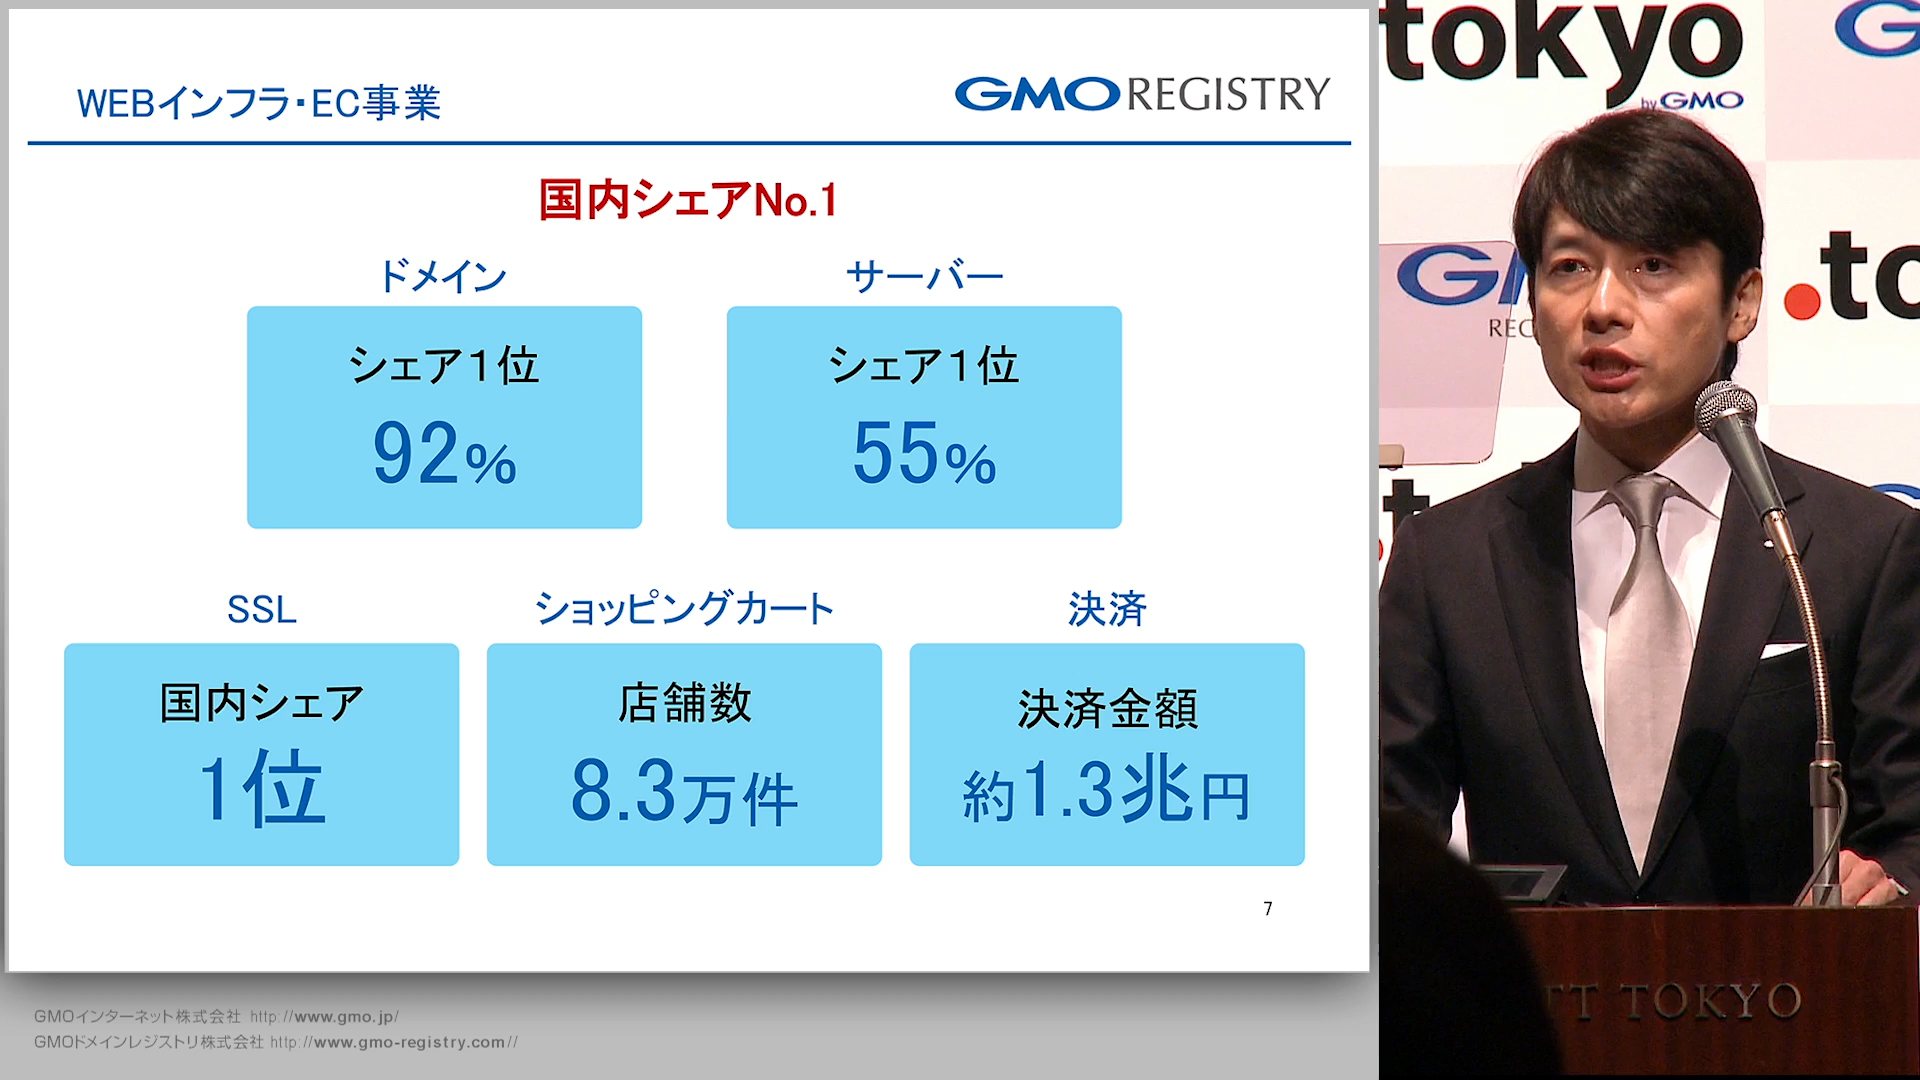 WEBインフラ・EC事業
GMO REGISTRY
国内シェアNo.1
ドメイン
サーバー
シェア1位
92%
シェア1位
55%
SSL
ショッピングカート
決済
国内シェア
1位
店舗数
8.3万件
決済金額
約1.3兆円
7
GMOインターネット株式会社 http://www.gmo.jp/
GMOドメインレジストリ株式会社 http://www.gmo-registry.com//
tokyo
by GMO
G
GM
REG
.to
t
TT TOKYO